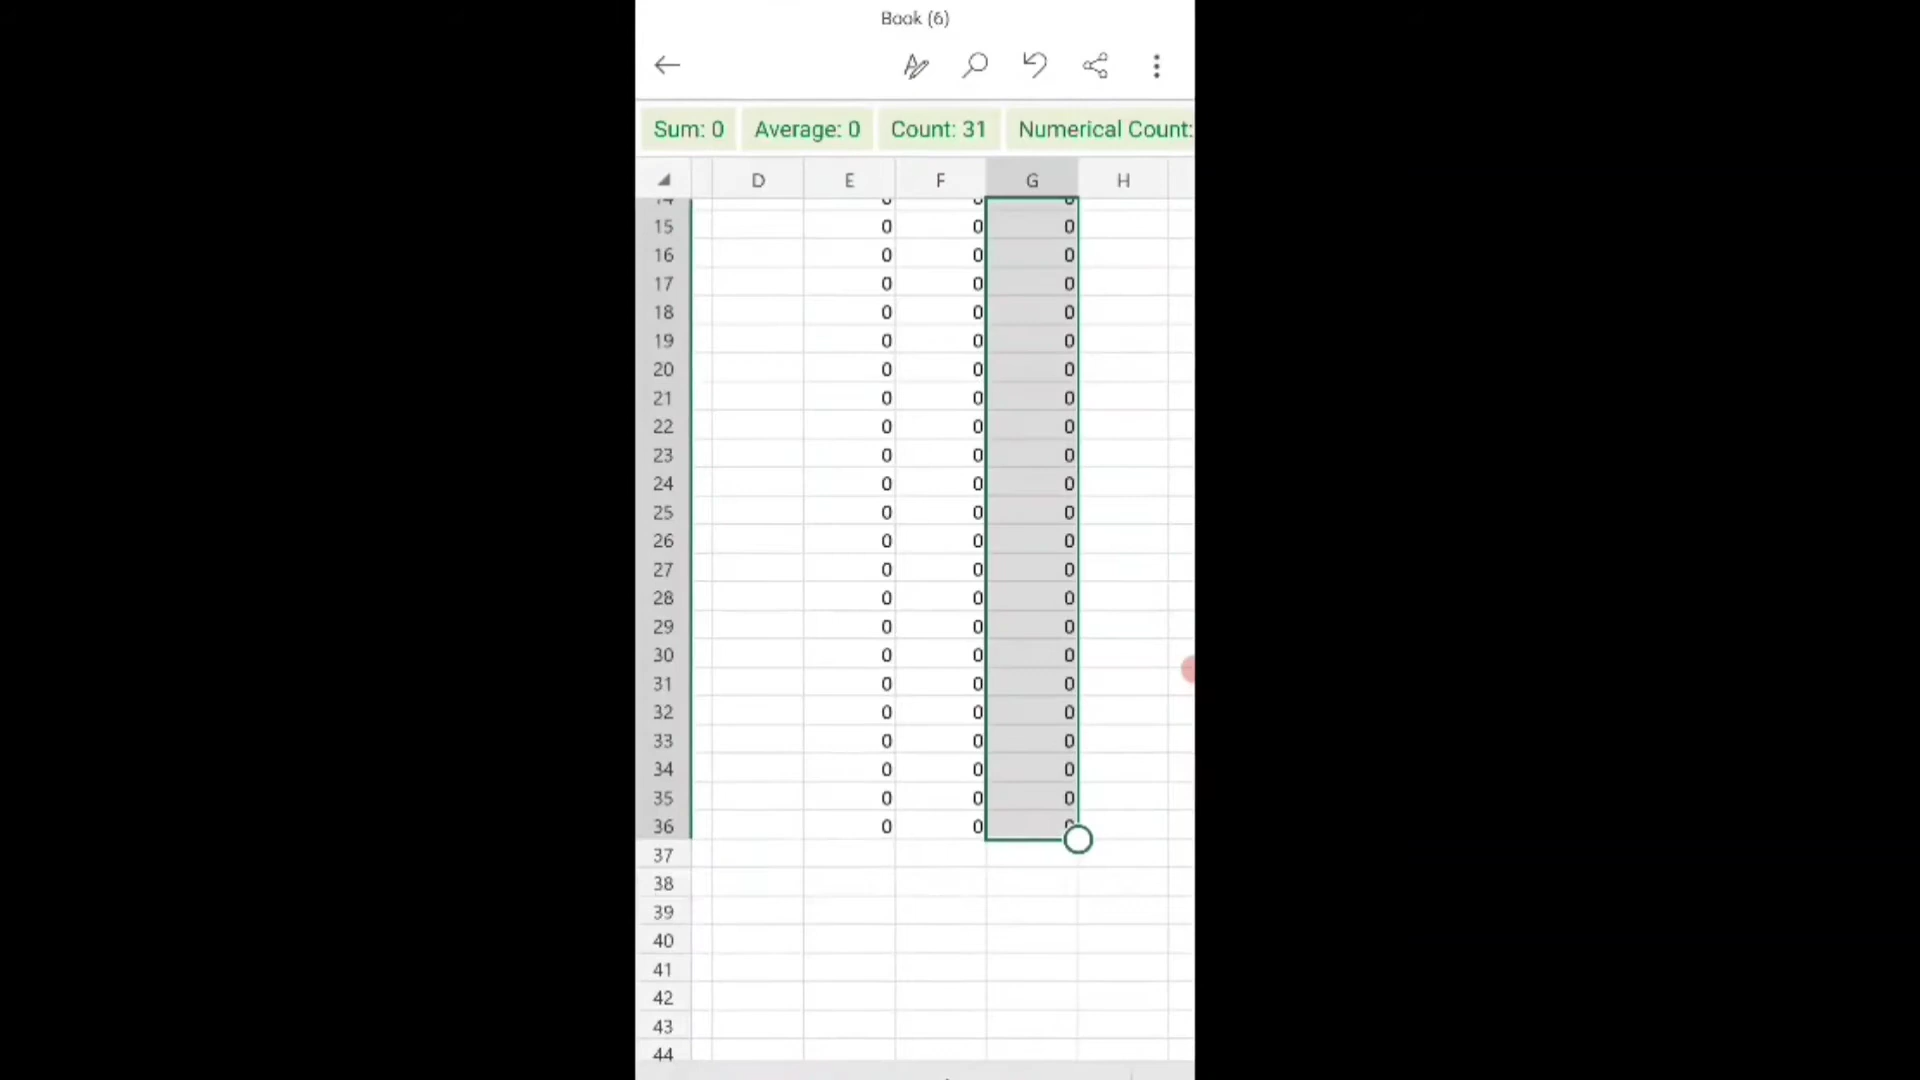 Book (6)
Sum: 0 Average: 0 Count: 31 Numerical Count:
D E F G H
14 0 0 0
15 0 0 0
16 0 0 0
17 0 0 0
18 0 0 0
19 0 0 0
20 0 0 0
21 0 0 0
22 0 0 0
23 0 0 0
24 0 0 0
25 0 0 0
26 0 0 0
27 0 0 0
28 0 0 0
29 0 0 0
30 0 0 0
31 0 0 0
32 0 0 0
33 0 0 0
34 0 0 0
35 0 0 0
36 0 0 0
37
38
39
40
41
42
43
44